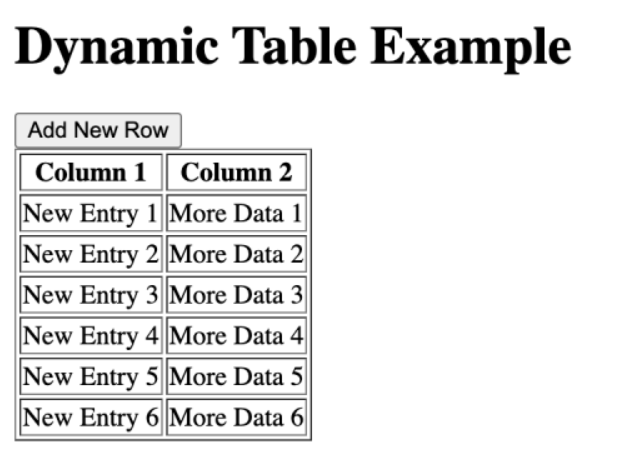 Dynamic Table Example
Add New Row
Column 1 Column 2
New Entry 1 More Data 1
New Entry 2 More Data 2
New Entry 3 More Data 3
New Entry 4 More Data 4
New Entry 5 More Data 5
New Entry 6 More Data 6